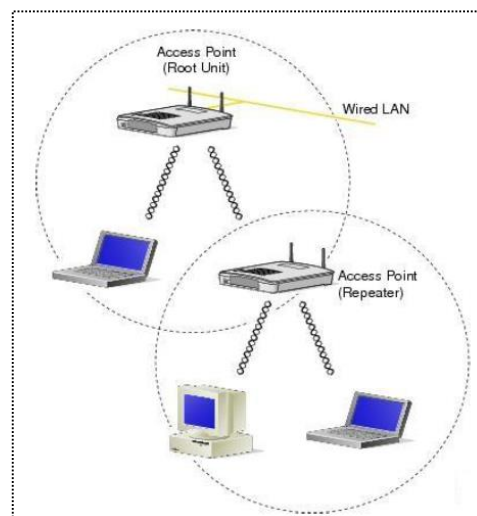 Access Point
(Root Unit)
Wired LAN
Access Point
(Repeater)